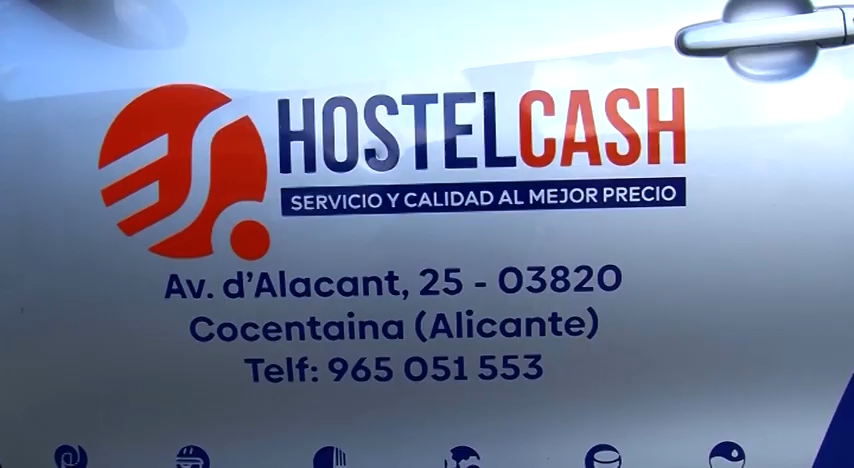 HOSTELCASH
SERVICIO Y CALIDAD AL MEJOR PRECIO
Av. d'Alacant, 25 - 03820
Cocentaina (Alicante)
Telf: 965 051 553